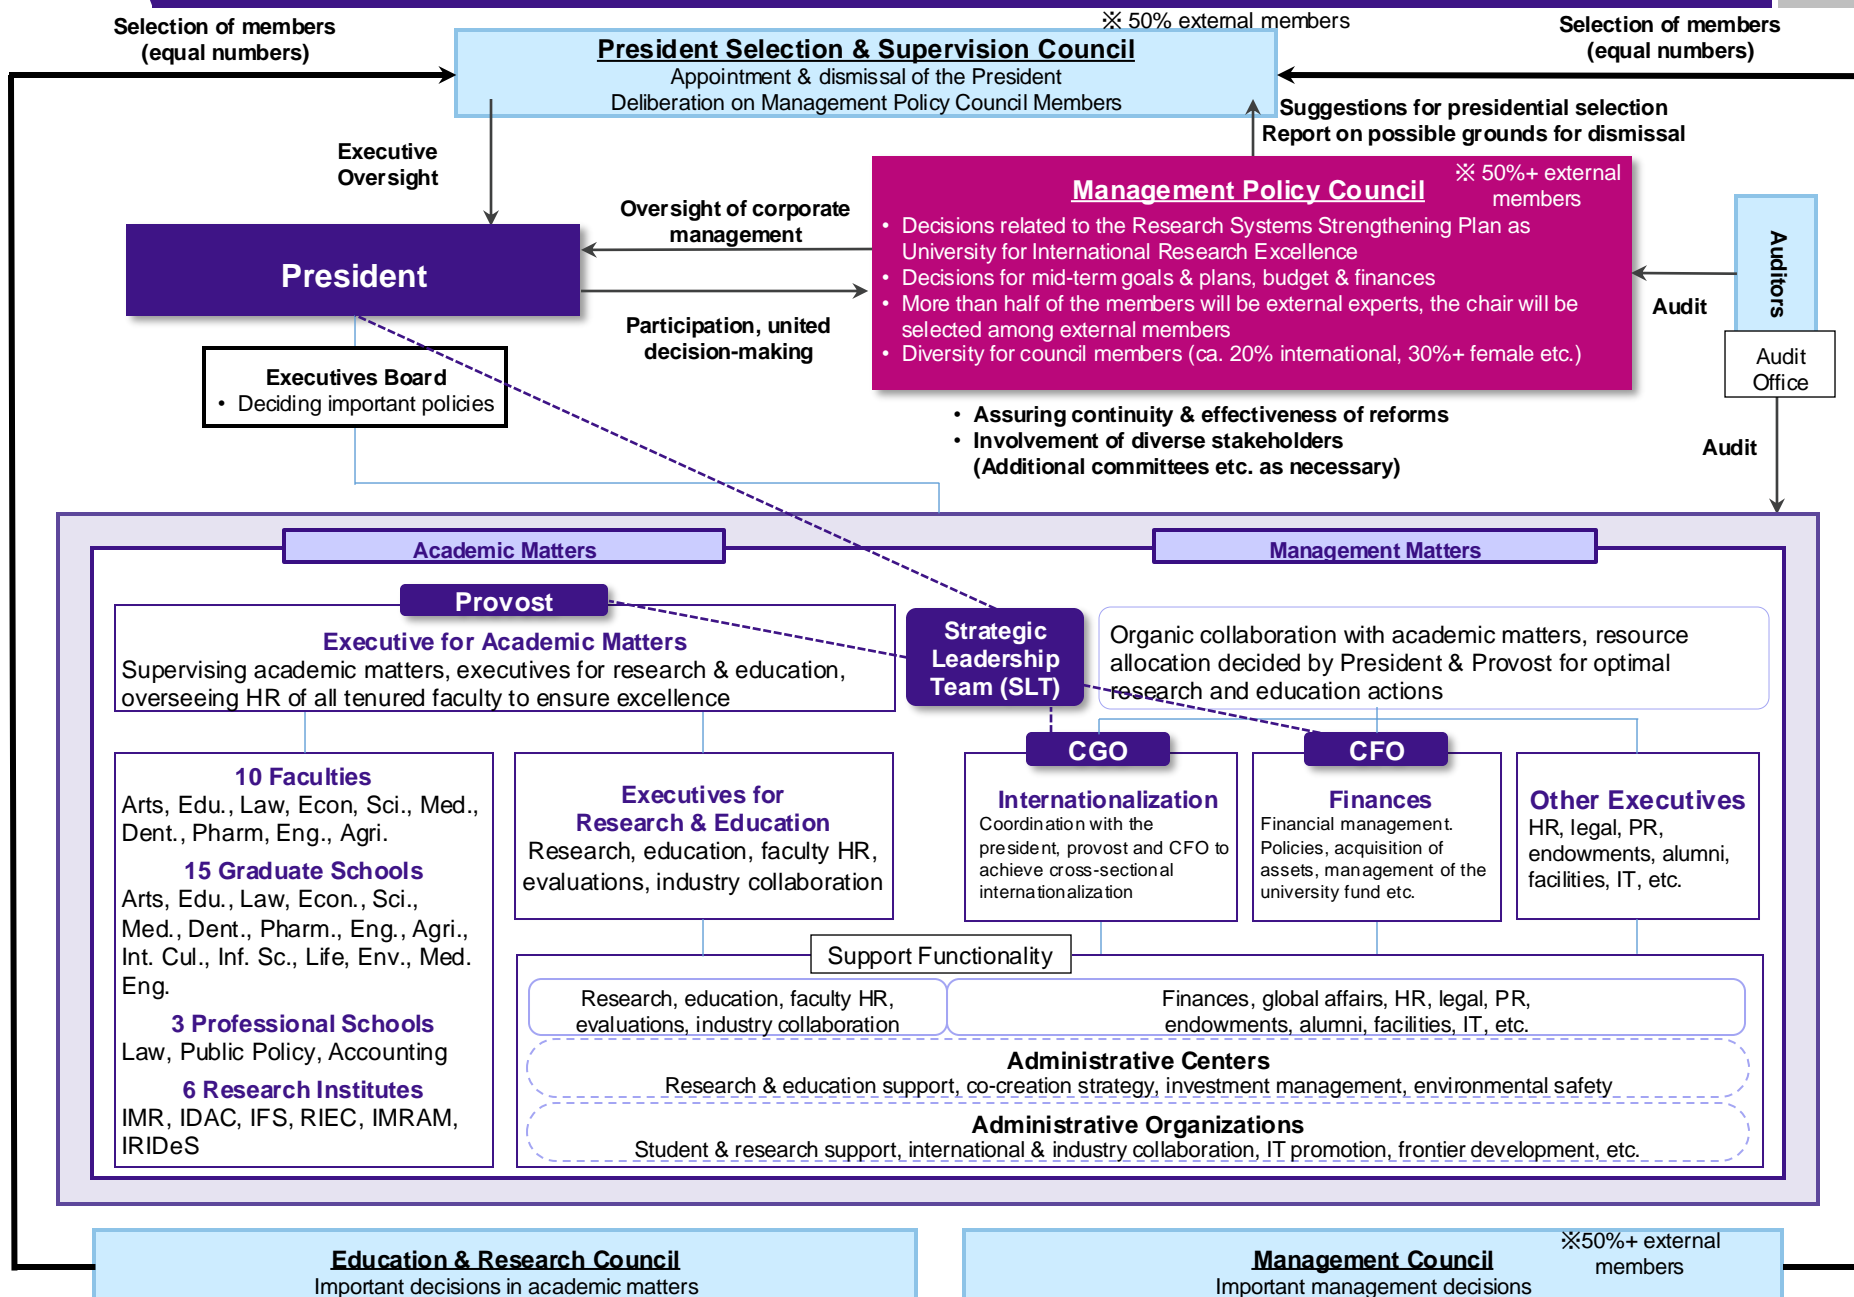 Selection of members
(equal numbers)
※ 50% external members
Selection of members
(equal numbers)
President Selection & Supervision Council
Appointment & dismissal of the President
Deliberation on Management Policy Council Members
Suggestions for presidential selection
Report on possible grounds for dismissal
Executive
Oversight
Management Policy Council
※ 50%+ external
members
• Decisions related to the Research Systems Strengthening Plan as
University for International Research Excellence
• Decisions for mid-term goals & plans, budget & finances
• More than half of the members will be external experts, the chair will be
selected among external members
• Diversity for council members (ca. 20% international, 30%+ female etc.)
Oversight of corporate
management
President
Participation, united
decision-making
Auditors
Audit
Audit
Office
Audit
Executives Board
• Deciding important policies
• Assuring continuity & effectiveness of reforms
• Involvement of diverse stakeholders
(Additional committees etc. as necessary)
Academic Matters
Management Matters
Provost
Executive for Academic Matters
Supervising academic matters, executives for research & education,
overseeing HR of all tenured faculty to ensure excellence
Strategic
Leadership
Team (SLT)
Organic collaboration with academic matters, resource
allocation decided by President & Provost for optimal
research and education actions
10 Faculties
Arts, Edu., Law, Econ, Sci., Med.,
Dent., Pharm, Eng., Agri.
15 Graduate Schools
Arts, Edu., Law, Econ., Sci.,
Med., Dent., Pharm., Eng., Agri.,
Int. Cul., Inf. Sc., Life, Env., Med.
Eng.
3 Professional Schools
Law, Public Policy, Accounting
6 Research Institutes
IMR, IDAC, IFS, RIEC, IMRAM,
IRIDeS
Executives for
Research & Education
Research, education, faculty HR,
evaluations, industry collaboration
CGO
Internationalization
Coordination with the
president, provost and CFO to
achieve cross-sectional
internationalization
CFO
Finances
Financial management.
Policies, acquisition of
assets, management of the
university fund etc.
Other Executives
HR, legal, PR,
endowments, alumni,
facilities, IT, etc.
Support Functionality
Research, education, faculty HR,
evaluations, industry collaboration
Finances, global affairs, HR, legal, PR,
endowments, alumni, facilities, IT, etc.
Administrative Centers
Research & education support, co-creation strategy, investment management, environmental safety
Administrative Organizations
Student & research support, international & industry collaboration, IT promotion, frontier development, etc.
Education & Research Council
Important decisions in academic matters
Management Council
Important management decisions
※50%+ external
members